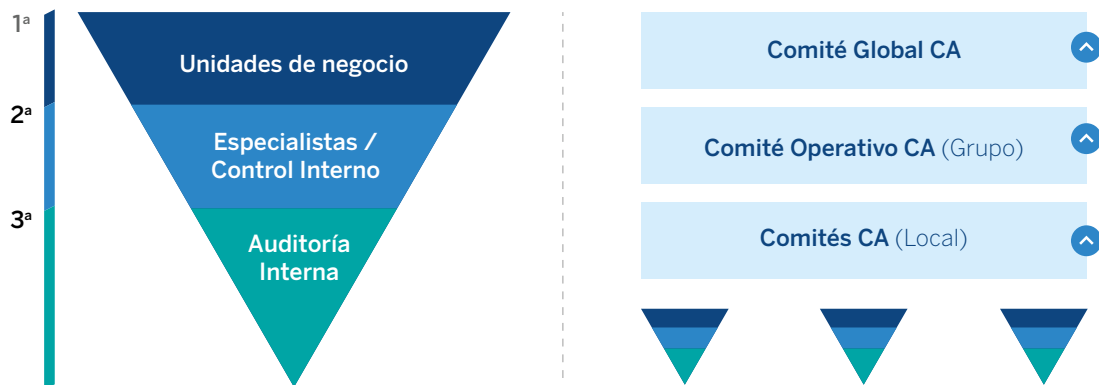 1ª
Unidades de negocio
2ª
Especialistas /
Control Interno
3ª
Auditoría
Interna
Comité Global CA
Comité Operativo CA (Grupo)
Comités CA (Local)